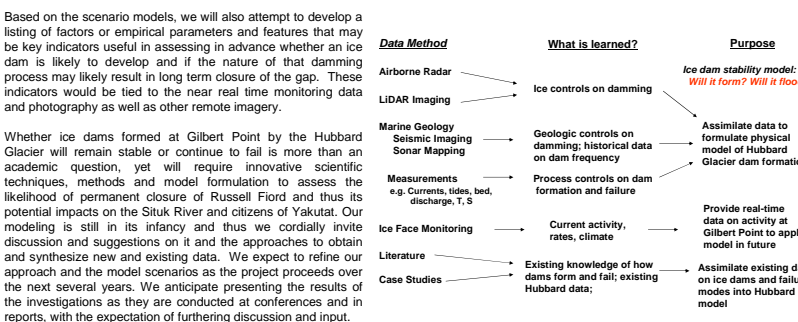 Based on the scenario models, we will also attempt to develop a
listing of factors or empirical parameters and features that may
be key indicators useful in assessing in advance whether an ice
dam is likely to develop and if the nature of that damming
process may likely result in long term closure of the gap. These
indicators would be tied to the near real time monitoring data
and photography as well as other remote imagery.
Whether ice dams formed at Gilbert Point by the Hubbard
Glacier will remain stable or continue to fail is more than an
academic question, yet will require innovative scientific
techniques, methods and model formulation to assess the
likelihood of permanent closure of Russell Fiord and thus its
potential impacts on the Situk River and citizens of Yakutat. Our
modeling is still in its infancy and thus we cordially invite
discussion and suggestions on it and the approaches to obtain
and synthesize new and existing data. We expect to refine our
approach and the model scenarios as the project proceeds over
the next several years. We anticipate presenting the results of
the investigations as they are conducted at conferences and in
reports, with the expectation of furthering discussion and input.
Data Method
Airborne Radar
LiDAR Imaging
Marine Geology
Seismic Imaging
Sonar Mapping
Measurements
e.g. Currents, tides, bed,
discharge, T, S
Ice Face Monitoring
Literature
Case Studies
What is learned?
Ice controls on damming
Geologic controls on
damming; historical data
on dam frequency
Process controls on dam
formation and failure
Current activity,
rates, climate
Existing knowledge of how
dams form and fail; existing
Hubbard data;
Purpose
Ice dam stability model:
Will it form? Will it
Assimilate data to
formulate physical
model of Hubbard
Glacier dam
Provide real-time
data on activity at
Gilbert Point to
model in future
Assimilate existing
on ice dams and
modes into Hubbard
model